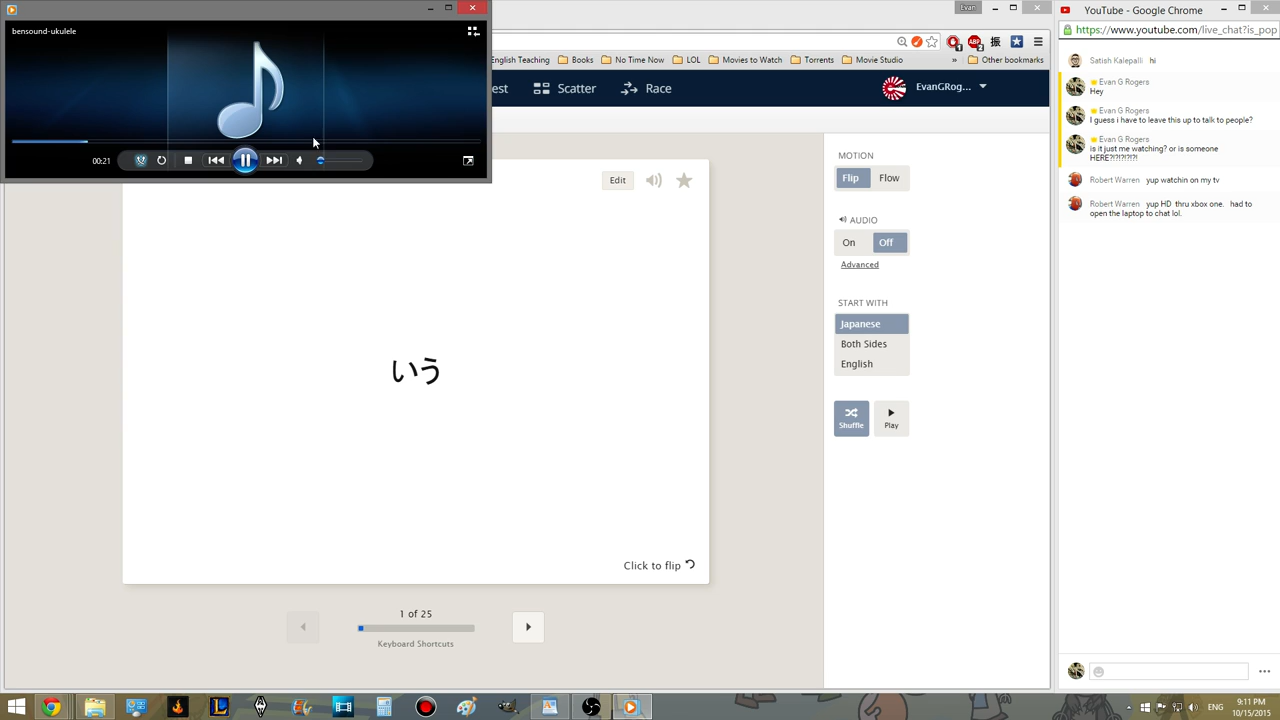 bensound-ukulele
00:21
Evan
English Teaching
Books
No Time Now
LOL
Movies to Watch
Torrents
Movie Studio
»
Other bookmarks
est
Scatter
Race
EvanGRog...
Edit
いう
Click to flip
1 of 25
Keyboard Shortcuts
MOTION
Flip
Flow
AUDIO
On
Off
Advanced
START WITH
Japanese
Both Sides
English
Shuffle
Play
YouTube - Google Chrome
https://www.youtube.com/live_chat?is_pop
Satish Kalepalli hi
Evan G Rogers
Hey
Evan G Rogers
I guess i have to leave this up to talk to people?
Evan G Rogers
is it just me watching? or is someone
HERE?!?!?!?!?!
Robert Warren yup watchin on my tv
Robert Warren yup HD thru xbox one. had to
open the laptop to chat lol.
ENG
9:11 PM
10/15/2015